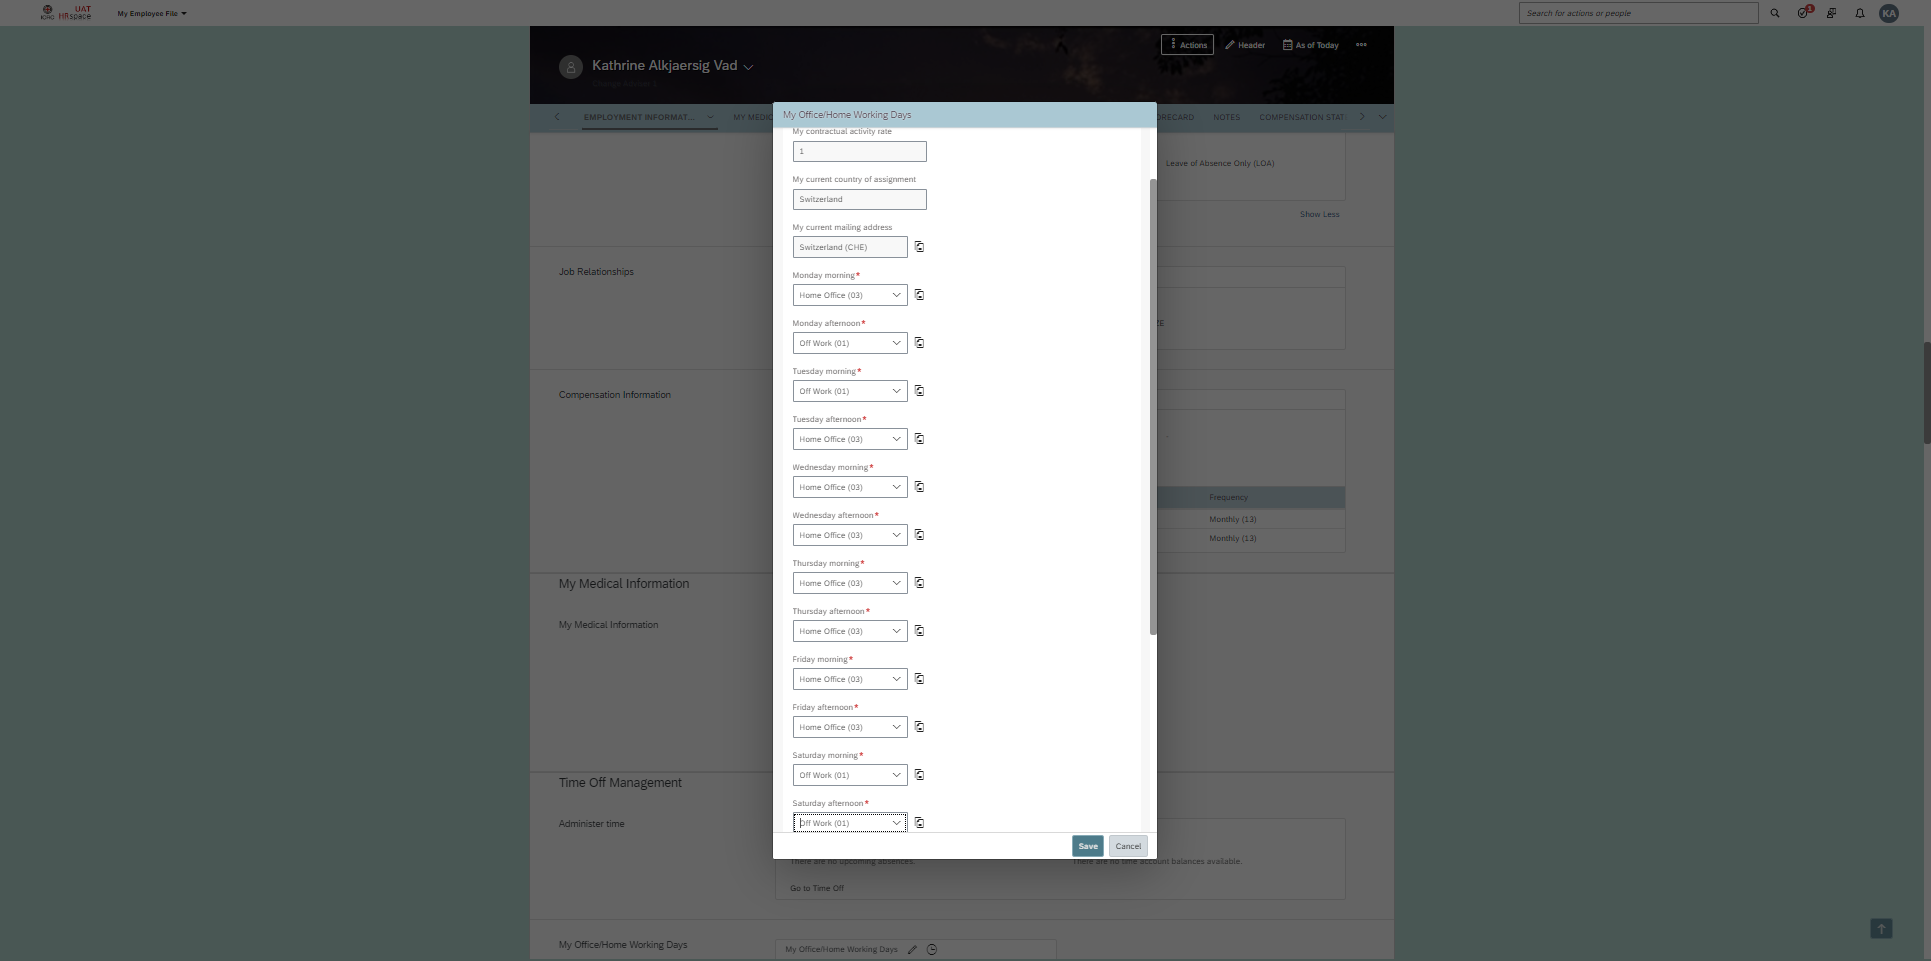 UAT
ICRC HRspace
My Employee File
Search for actions or people
1
KA
Actions
Header
As of Today
Kathrine Alkjaersig Vad
EMPLOYMENT INFORMAT...
MY MEDIC
ORECARD
NOTES
COMPENSATION STAT
My Office/Home Working Days
My contractual activity rate
1
Leave of Absence Only (LOA)
My current country of assignment
Switzerland
Show Less
My current mailing address
Switzerland (CHE)
Job Relationships
Monday morning*
Home Office (03)
Monday afternoon*
Off Work (01)
ZE
Tuesday morning*
Off Work (01)
Compensation Information
Tuesday afternoon*
Home Office (03)
Wednesday morning*
Home Office (03)
Frequency
Wednesday afternoon*
Home Office (03)
Monthly (13)
Monthly (13)
Thursday morning*
Home Office (03)
My Medical Information
Thursday afternoon*
Home Office (03)
My Medical Information
Friday morning*
Home Office (03)
Friday afternoon*
Home Office (03)
Saturday morning*
Off Work (01)
Time Off Management
Saturday afternoon*
Off Work (01)
Administer time
Save
Cancel
There are no upcoming absences.
There are no time account balances available.
Go to Time Off
My Office/Home Working Days
My Office/Home Working Days